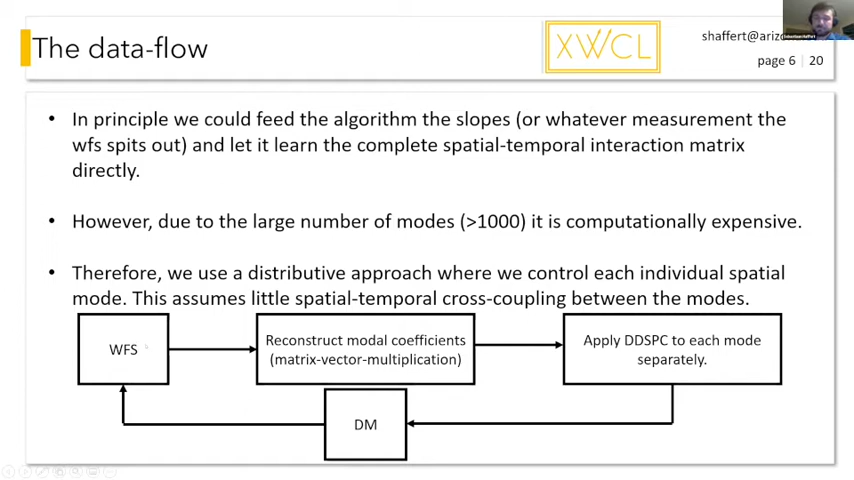 The data-flow
XWCL
shaffert@arizo
page 6 | 20
• In principle we could feed the algorithm the slopes (or whatever measurement the
wfs spits out) and let it learn the complete spatial-temporal interaction matrix
directly.
• However, due to the large number of modes (>1000) it is computationally expensive.
• Therefore, we use a distributive approach where we control each individual spatial
mode. This assumes little spatial-temporal cross-coupling between the modes.
WFS
Reconstruct modal coefficients
(matrix-vector-multiplication)
Apply DDSPC to each mode
separately.
DM